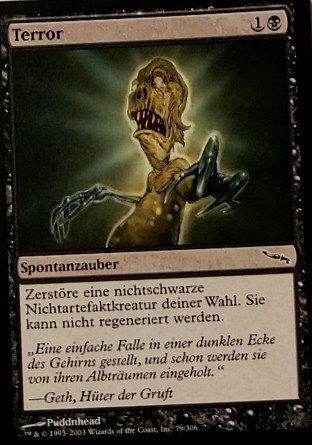 Terror 1
Spontanzauber
Zerstöre eine nichtschwarze
Nichtartefaktkreatur deiner Wahl. Sie
kann nicht regeneriert werden.
„Eine einfache Falle in einer dunklen Ecke
des Gehirns gestellt, und schon werden sie
von ihren Albträumen eingeholt.“
—Geth, Hüter der Gruft
Puddnhead
™ & © 1993–2003 Wizards of the Coast, Inc. 79/306